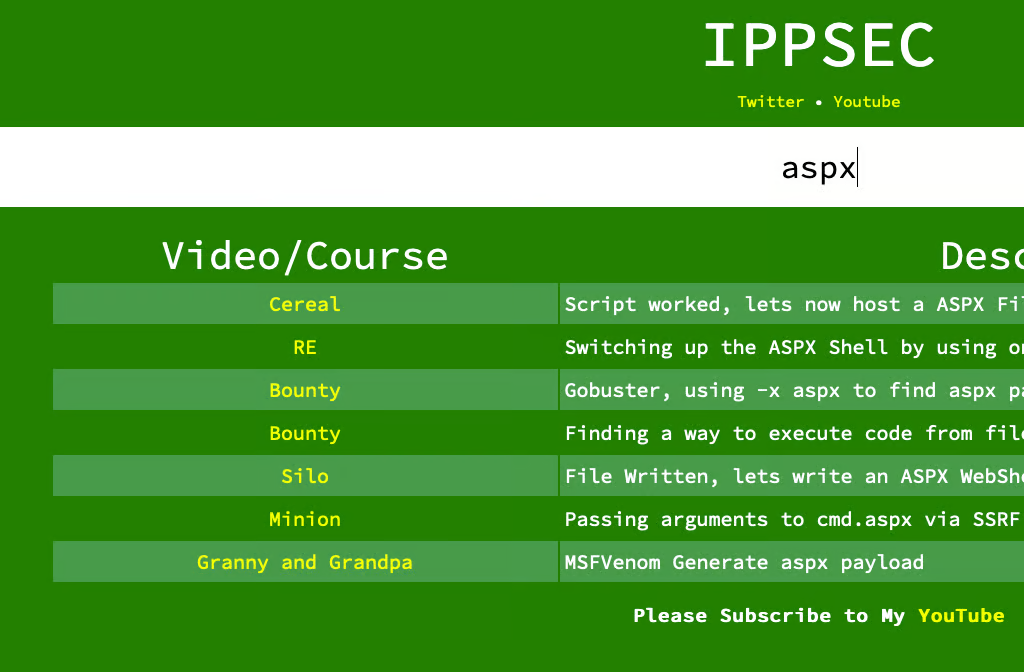 IPPSEC
Twitter • Youtube
aspx
Video/Course Desc
Cereal Script worked, lets now host a ASPX Fil
RE Switching up the ASPX Shell by using
Bounty Gobuster, using -x aspx to find aspx pa
Bounty Finding a way to execute code from file
Silo File Written, lets write an ASPX WebShe
Minion Passing arguments to cmd.aspx via SSRF
Granny and Grandpa MSFVenom Generate aspx payload
Please Subscribe to My YouTube